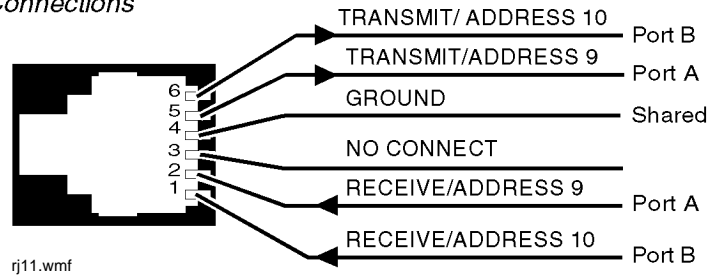 Connections
TRANSMIT/ ADDRESS 10
Port B
TRANSMIT/ADDRESS 9
Port A
GROUND
Shared
NO CONNECT
RECEIVE/ADDRESS 9
Port A
RECEIVE/ADDRESS 10
Port B
6
5
4
3
2
1
rj11.wmf